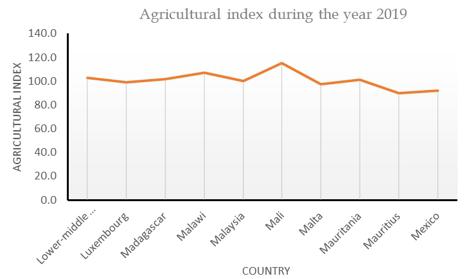 Agricultural index during the year 2019
140.0
120.0
100.0
80.0
60.0
40.0
20.0
0.0
AGRICULTURAL INDEX
Lower-middle ...
Luxembourg
Madagascar
Malawi
Malaysia
Mali
Malta
Mauritania
Mauritius
Mexico
COUNTRY